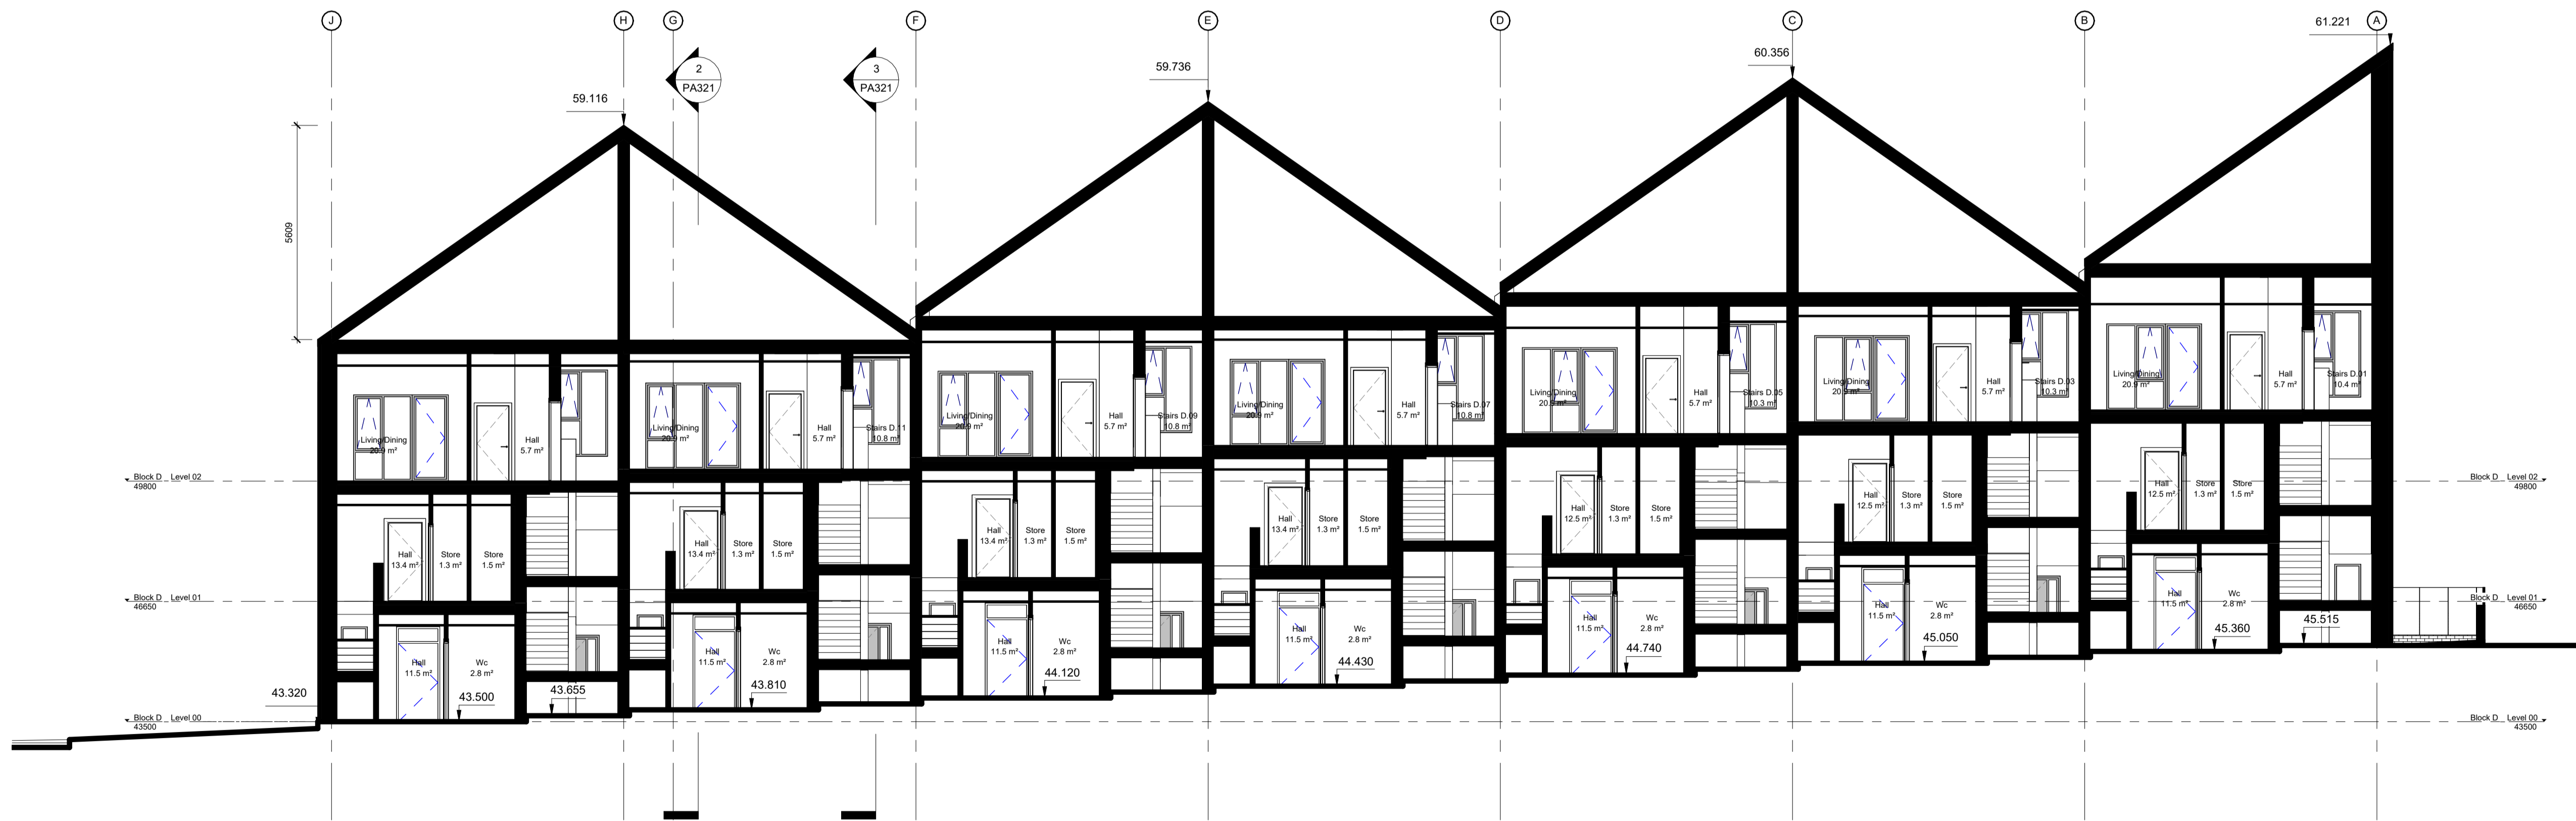 J
H
G
F
E
D
C
B
A
61.221
60.356
59.736
59.116
2
PA321
3
PA321
5609
Living/Dining
20.9 m²
Hall
5.7 m²
Living/Dining
20.9 m²
Hall
5.7 m²
Stairs D.11
10.8 m²
Living/Dining
20.9 m²
Hall
5.7 m²
Stairs D.09
10.8 m²
Living/Dining
20.9 m²
Hall
5.7 m²
Stairs D.07
10.8 m²
Living/Dining
20.9 m²
Hall
5.7 m²
Stairs D.05
10.3 m²
Living/Dining
20.9 m²
Hall
5.7 m²
Stairs D.03
10.3 m²
Living/Dining
20.9 m²
Hall
5.7 m²
Stairs D.01
10.4 m²
Block D Level 02
49800
Block D Level 02
49800
Hall
13.4 m²
Store
1.3 m²
Store
1.5 m²
Hall
13.4 m²
Store
1.3 m²
Store
1.5 m²
Hall
13.4 m²
Store
1.3 m²
Store
1.5 m²
Hall
13.4 m²
Store
1.3 m²
Store
1.5 m²
Hall
12.5 m²
Store
1.3 m²
Store
1.5 m²
Hall
12.5 m²
Store
1.3 m²
Store
1.5 m²
Hall
12.5 m²
Store
1.3 m²
Store
1.5 m²
Block D Level 01
46650
Block D Level 01
46650
Hall
11.5 m²
Wc
2.8 m²
43.500
43.655
Hall
11.5 m²
Wc
2.8 m²
43.810
Hall
11.5 m²
Wc
2.8 m²
44.120
Hall
11.5 m²
Wc
2.8 m²
44.430
Hall
11.5 m²
Wc
2.8 m²
44.740
Hall
11.5 m²
Wc
2.8 m²
45.050
Hall
11.5 m²
Wc
2.8 m²
45.360
45.515
43.320
Block D Level 00
43500
Block D Level 00
43500